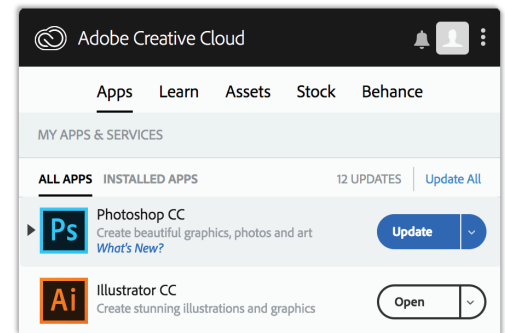 Adobe Creative Cloud
Apps Learn Assets Stock Behance
MY APPS & SERVICES
ALL APPS INSTALLED APPS 12 UPDATES Update All
Ps
Photoshop CC
Create beautiful graphics, photos and art
What's New?
Update
Ai
Illustrator CC
Create stunning illustrations and graphics
Open